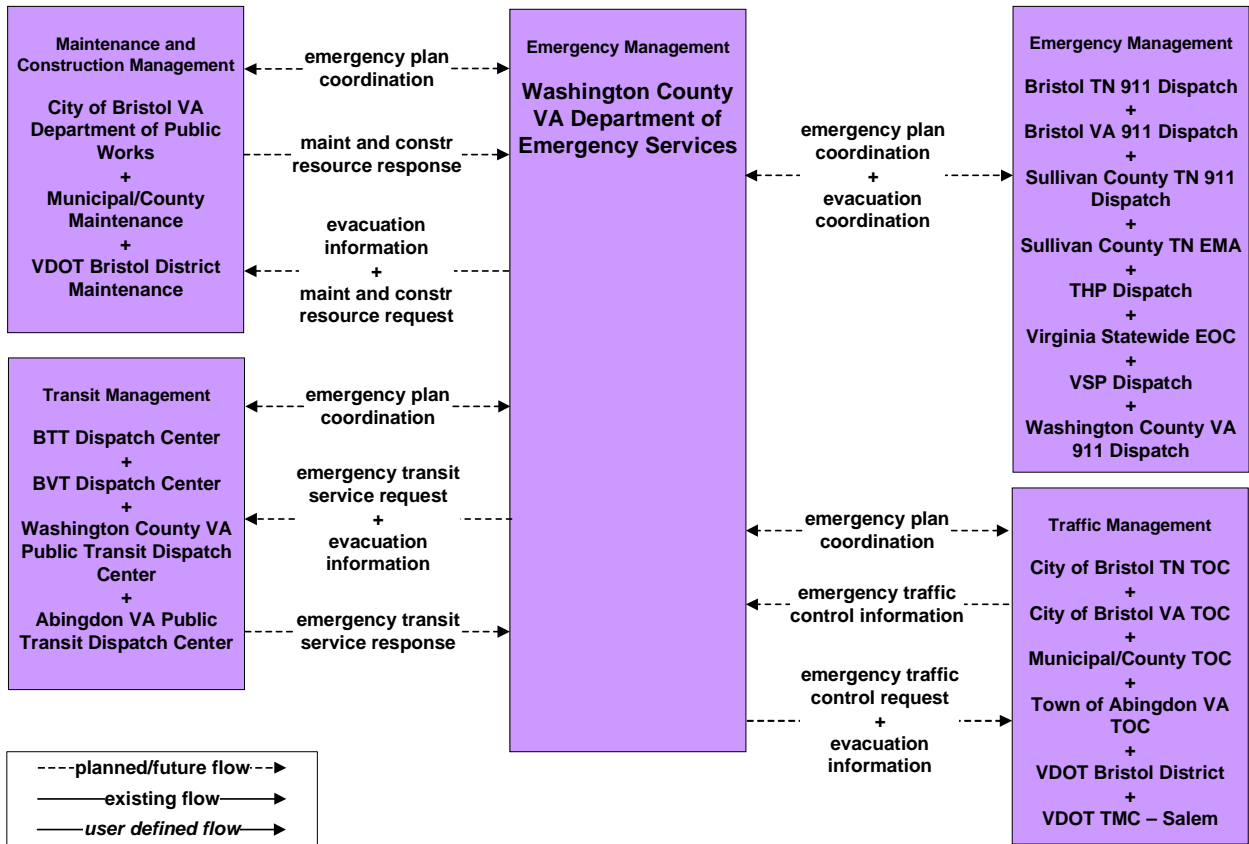 Maintenance and
Construction Management
City of Bristol VA
Department of Public
Works
+
Municipal/County
Maintenance
+
VDOT Bristol District
Maintenance
emergency plan
coordination
maint and constr
resource response
evacuation
information
+
maint and constr
resource request
Transit Management
BTT Dispatch Center
+
BVT Dispatch Center
+
Washington County VA
Public Transit Dispatch
Center
+
Abingdon VA Public
Transit Dispatch Center
emergency plan
coordination
emergency transit
service request
+
evacuation
information
emergency transit
service response
Emergency Management
Washington County
VA Department of
Emergency Services
emergency plan
coordination
+
evacuation
coordination
Emergency Management
Bristol TN 911 Dispatch
+
Bristol VA 911 Dispatch
+
Sullivan County TN 911
Dispatch
+
Sullivan County TN EMA
+
THP Dispatch
+
Virginia Statewide EOC
+
VSP Dispatch
+
Washington County VA
911 Dispatch
emergency plan
coordination
emergency traffic
control information
emergency traffic
control request
+
evacuation
information
Traffic Management
City of Bristol TN TOC
+
City of Bristol VA TOC
+
Municipal/County TOC
+
Town of Abingdon VA
TOC
+
VDOT Bristol District
+
VDOT TMC – Salem
planned/future flow
existing flow
user defined flow